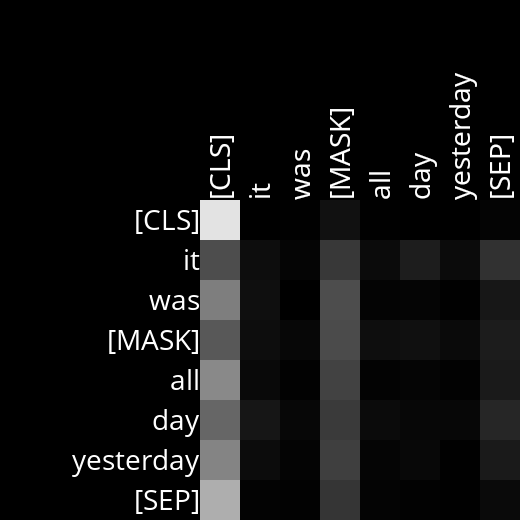 [CLS] it was [MASK] all day yesterday [SEP]
[CLS]
it
was
[MASK]
all
day
yesterday
[SEP]